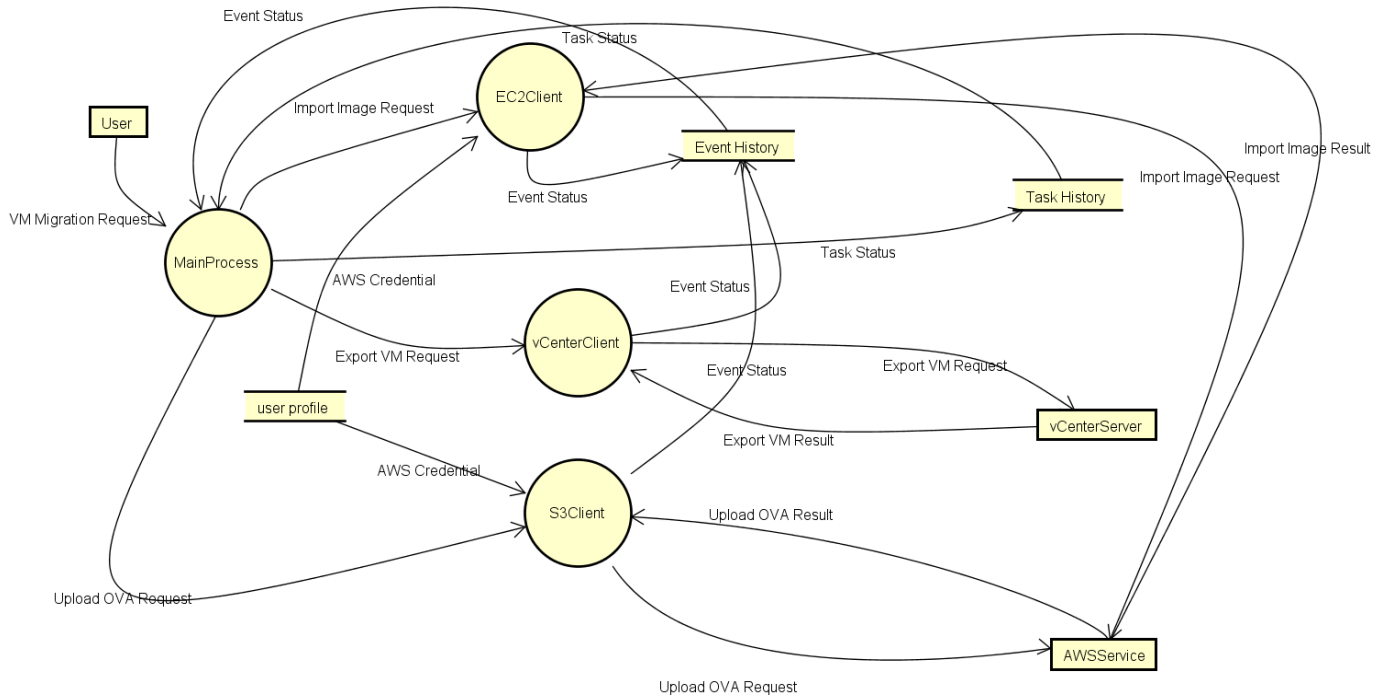 Event Status
Task Status
EC2Client
Import Image Request
User
Event History
Import Image Result
Import Image Request
Event Status
Task History
VM Migration Request
Task Status
MainProcess
AWS Credential
Event Status
vCenterClient
Export VM Request
Export VM Request
Event Status
user profile
vCenterServer
Export VM Result
AWS Credential
S3Client
Upload OVA Result
Upload OVA Request
AWSService
Upload OVA Request